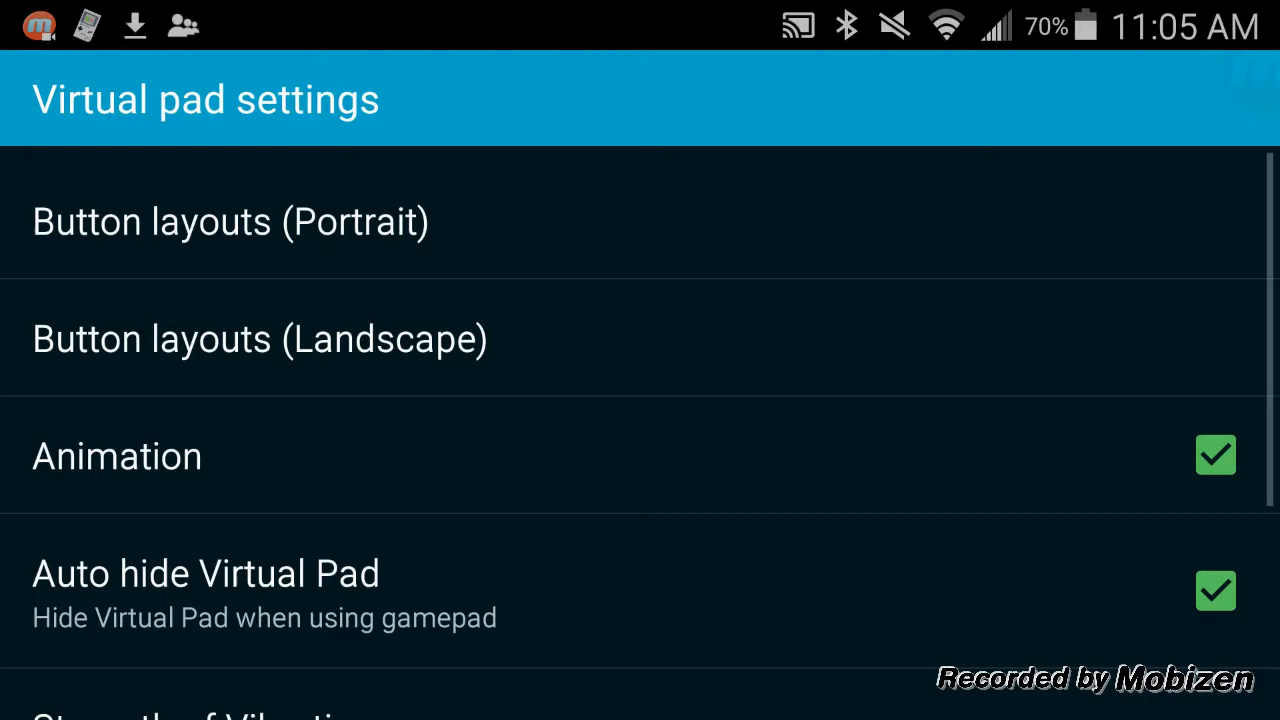 70% 11:05 AM
Virtual pad settings
Button layouts (Portrait)
Button layouts (Landscape)
Animation
Auto hide Virtual Pad
Hide Virtual Pad when using gamepad
Recorded by Mobizen